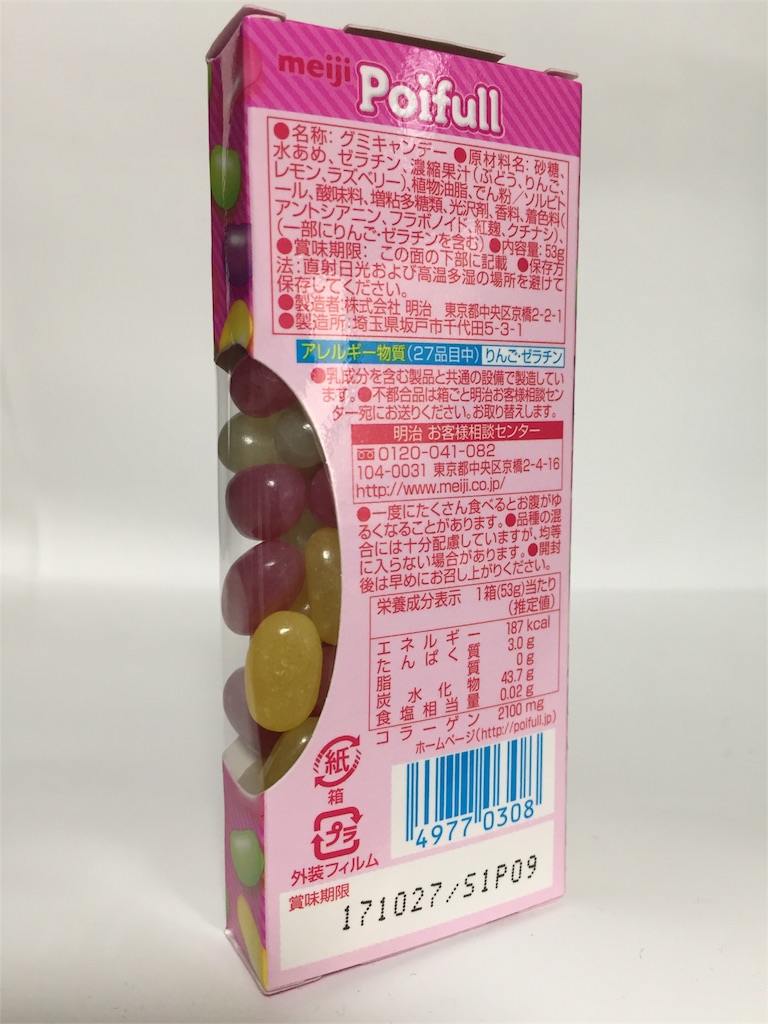 meiji Poifull
●名称: グミキャンデー ●原材料名: 砂糖、
水あめ、ゼラチン、濃縮果汁(ぶどう、りんご、
レモン、ラズベリー)、植物油脂、でん粉／ソルビト
ール、酸味料、増粘多糖類、光沢剤、香料、着色料(
アントシアニン、フラボノイド、紅麹、クチナシ)、
(一部にりんご・ゼラチンを含む) ●内容量: 53g
●賞味期限: この面の下部に記載 ●保存方
法: 直射日光および高温多湿の場所を避けて
保存してください。
●製造者:株式会社 明治 東京都中央区京橋2-2-1
●製造所:埼玉県坂戸市千代田5-3-1
アレルギー物質(27品目中) りんご・ゼラチン
●乳成分を含む製品と共通の設備で製造してい
ます。●不都合品は箱ごと明治お客様相談セン
ター宛にお送りください。お取り替えします。
明治 お客様相談センター
0120-041-082
104-0031 東京都中央区京橋2-4-16
http://www.meiji.co.jp/
●一度にたくさん食べるとお腹がゆ
るくなることがあります。●品種の混
合には十分配慮していますが、均等
に入らない場合があります。●開封
後は早めにお召し上がりください。
栄養成分表示 1箱(53g)当たり
(推定値)
エネルギー 187 kcal
たんぱく質 3.0 g
脂質 0 g
炭水化物 43.7 g
食塩相当量 0.02 g
コラーゲン 2100 mg
ホームページ(http://poifull.jp)
紙
箱
プラ
外装フィルム
4977 0308
賞味期限
171027/S1P09